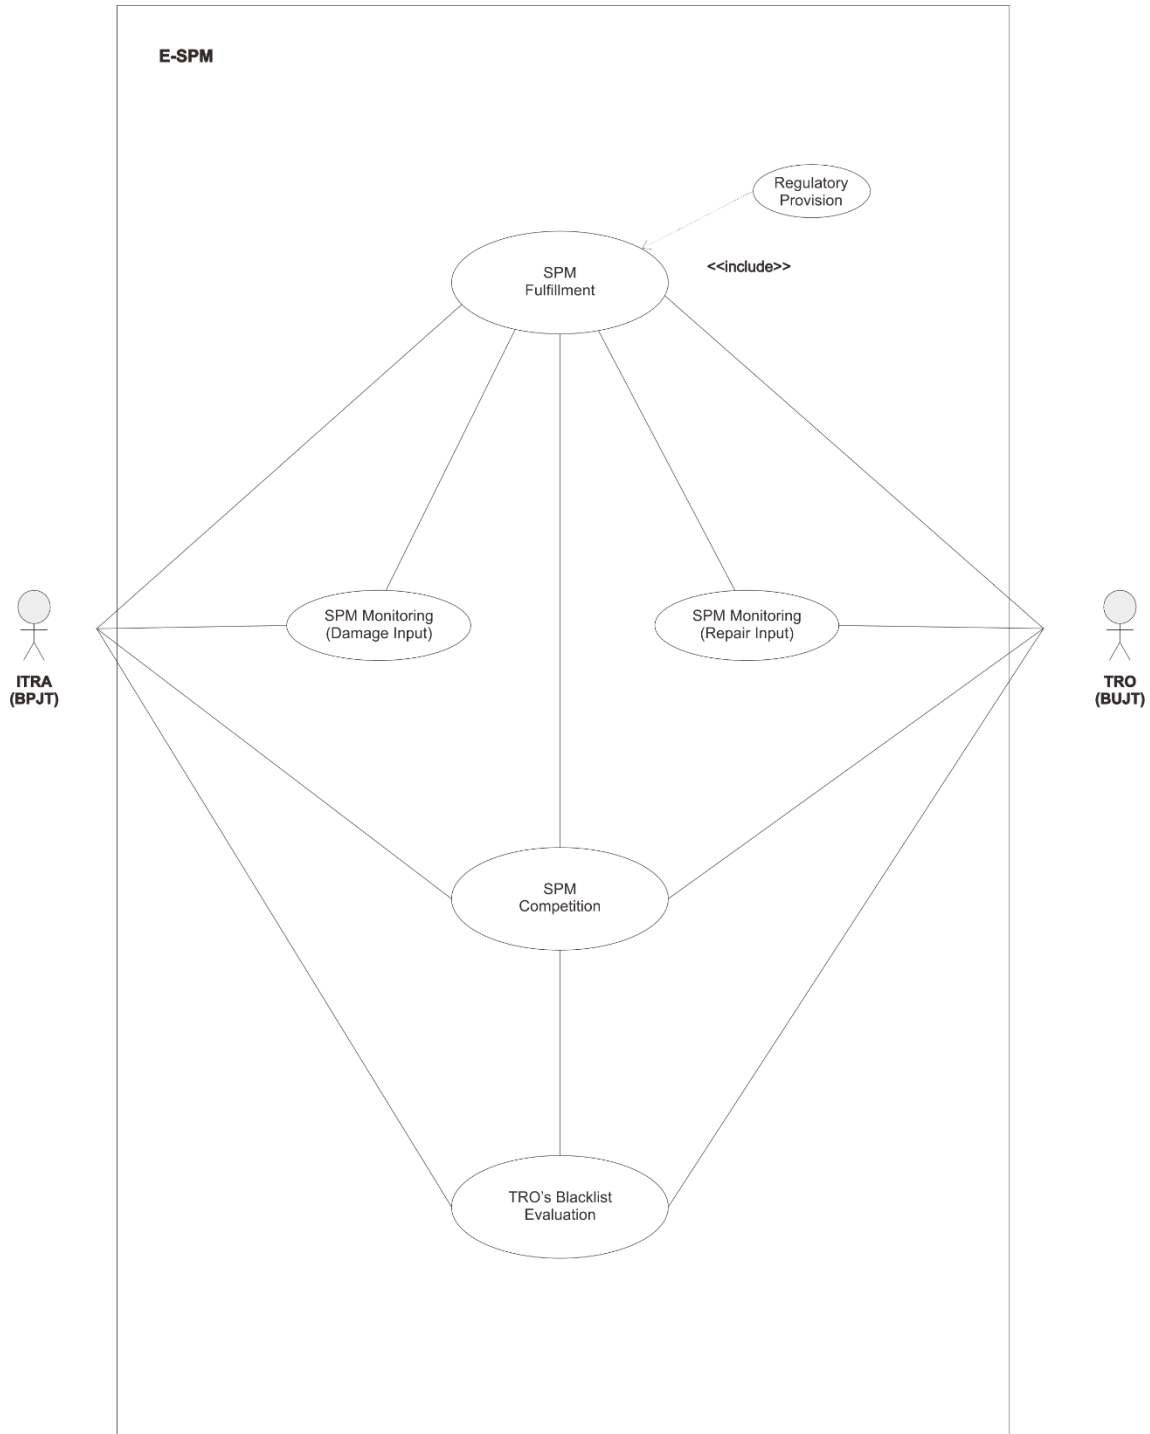 E-SPM
Regulatory
Provision
<<include>>
SPM
Fulfillment
SPM Monitoring
(Damage Input)
SPM Monitoring
(Repair Input)
ITRA
(BPJT)
TRO
(BUJT)
SPM
Competition
TRO's Blacklist
Evaluation